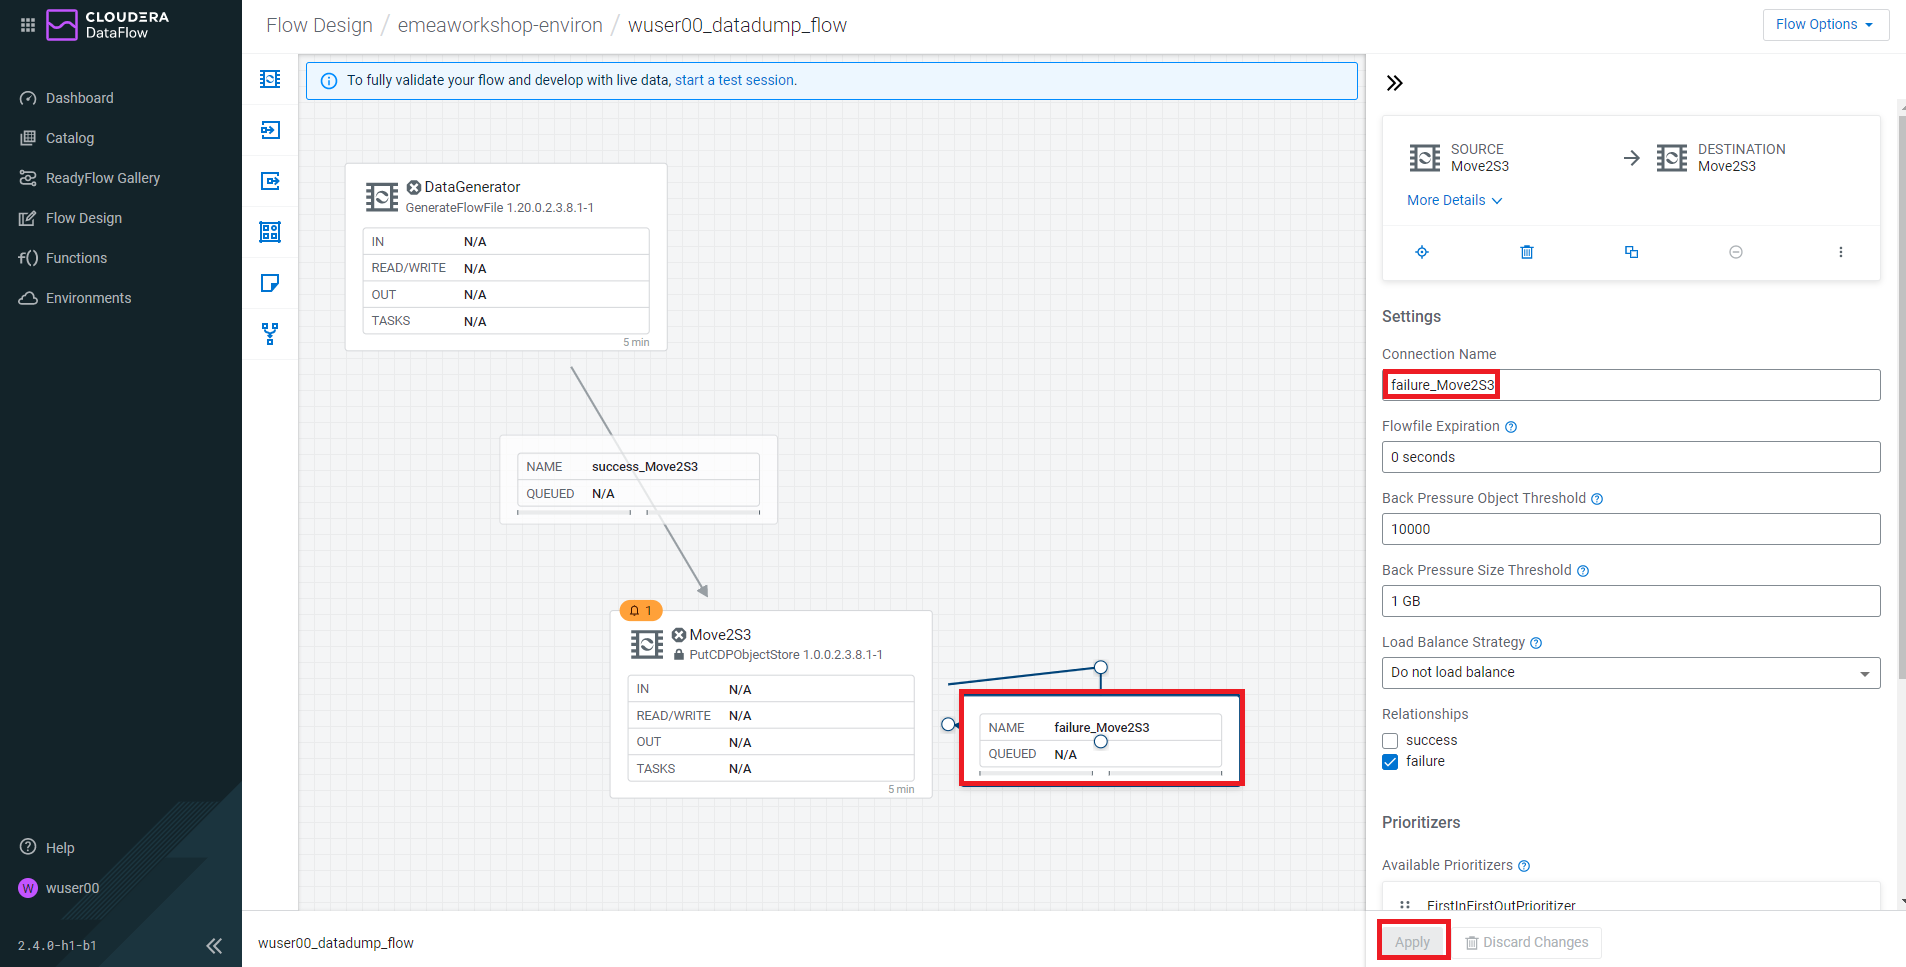 CLOUDERA
DataFlow
Dashboard
Catalog
ReadyFlow Gallery
Flow Design
f() Functions
Environments
Help
W wuser00
2.4.0-h1-b1
Flow Design / emeaworkshop-environ / wuser00_datadump_flow
Flow Options
To fully validate your flow and develop with live data, start a test session.
DataGenerator
GenerateFlowFile 1.20.0.2.3.8.1-1
IN N/A
READ/WRITE N/A
OUT N/A
TASKS N/A
5 min
NAME success_Move2S3
QUEUED N/A
1
Move2S3
PutCDPObjectStore 1.0.0.2.3.8.1-1
IN N/A
READ/WRITE N/A
OUT N/A
TASKS N/A
5 min
NAME failure_Move2S3
QUEUED N/A
wuser00_datadump_flow
SOURCE
Move2S3
DESTINATION
Move2S3
More Details
Settings
Connection Name
failure_Move2S3
Flowfile Expiration
0 seconds
Back Pressure Object Threshold
10000
Back Pressure Size Threshold
1 GB
Load Balance Strategy
Do not load balance
Relationships
success
failure
Prioritizers
Available Prioritizers
FirstInFirstOutPrioritizer
Apply
Discard Changes